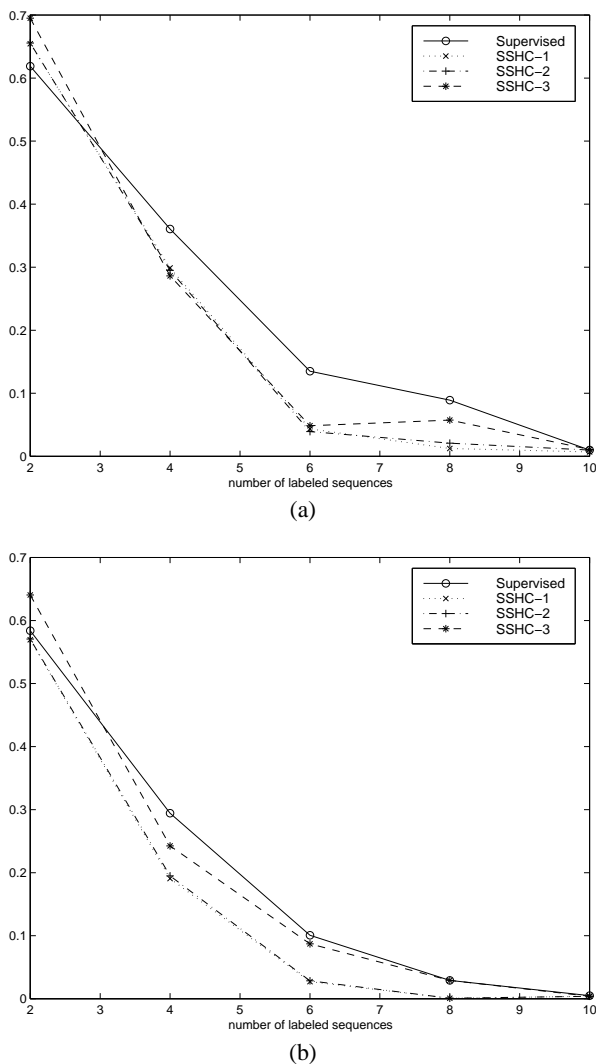 0.7
0.6
0.5
0.4
0.3
0.2
0.1
0
2 3 4 5 6 7 8 9 10
number of labeled sequences
Supervised
SSHC−1
SSHC−2
SSHC−3
(a)
0.7
0.6
0.5
0.4
0.3
0.2
0.1
0
2 3 4 5 6 7 8 9 10
number of labeled sequences
Supervised
SSHC−1
SSHC−2
SSHC−3
(b)